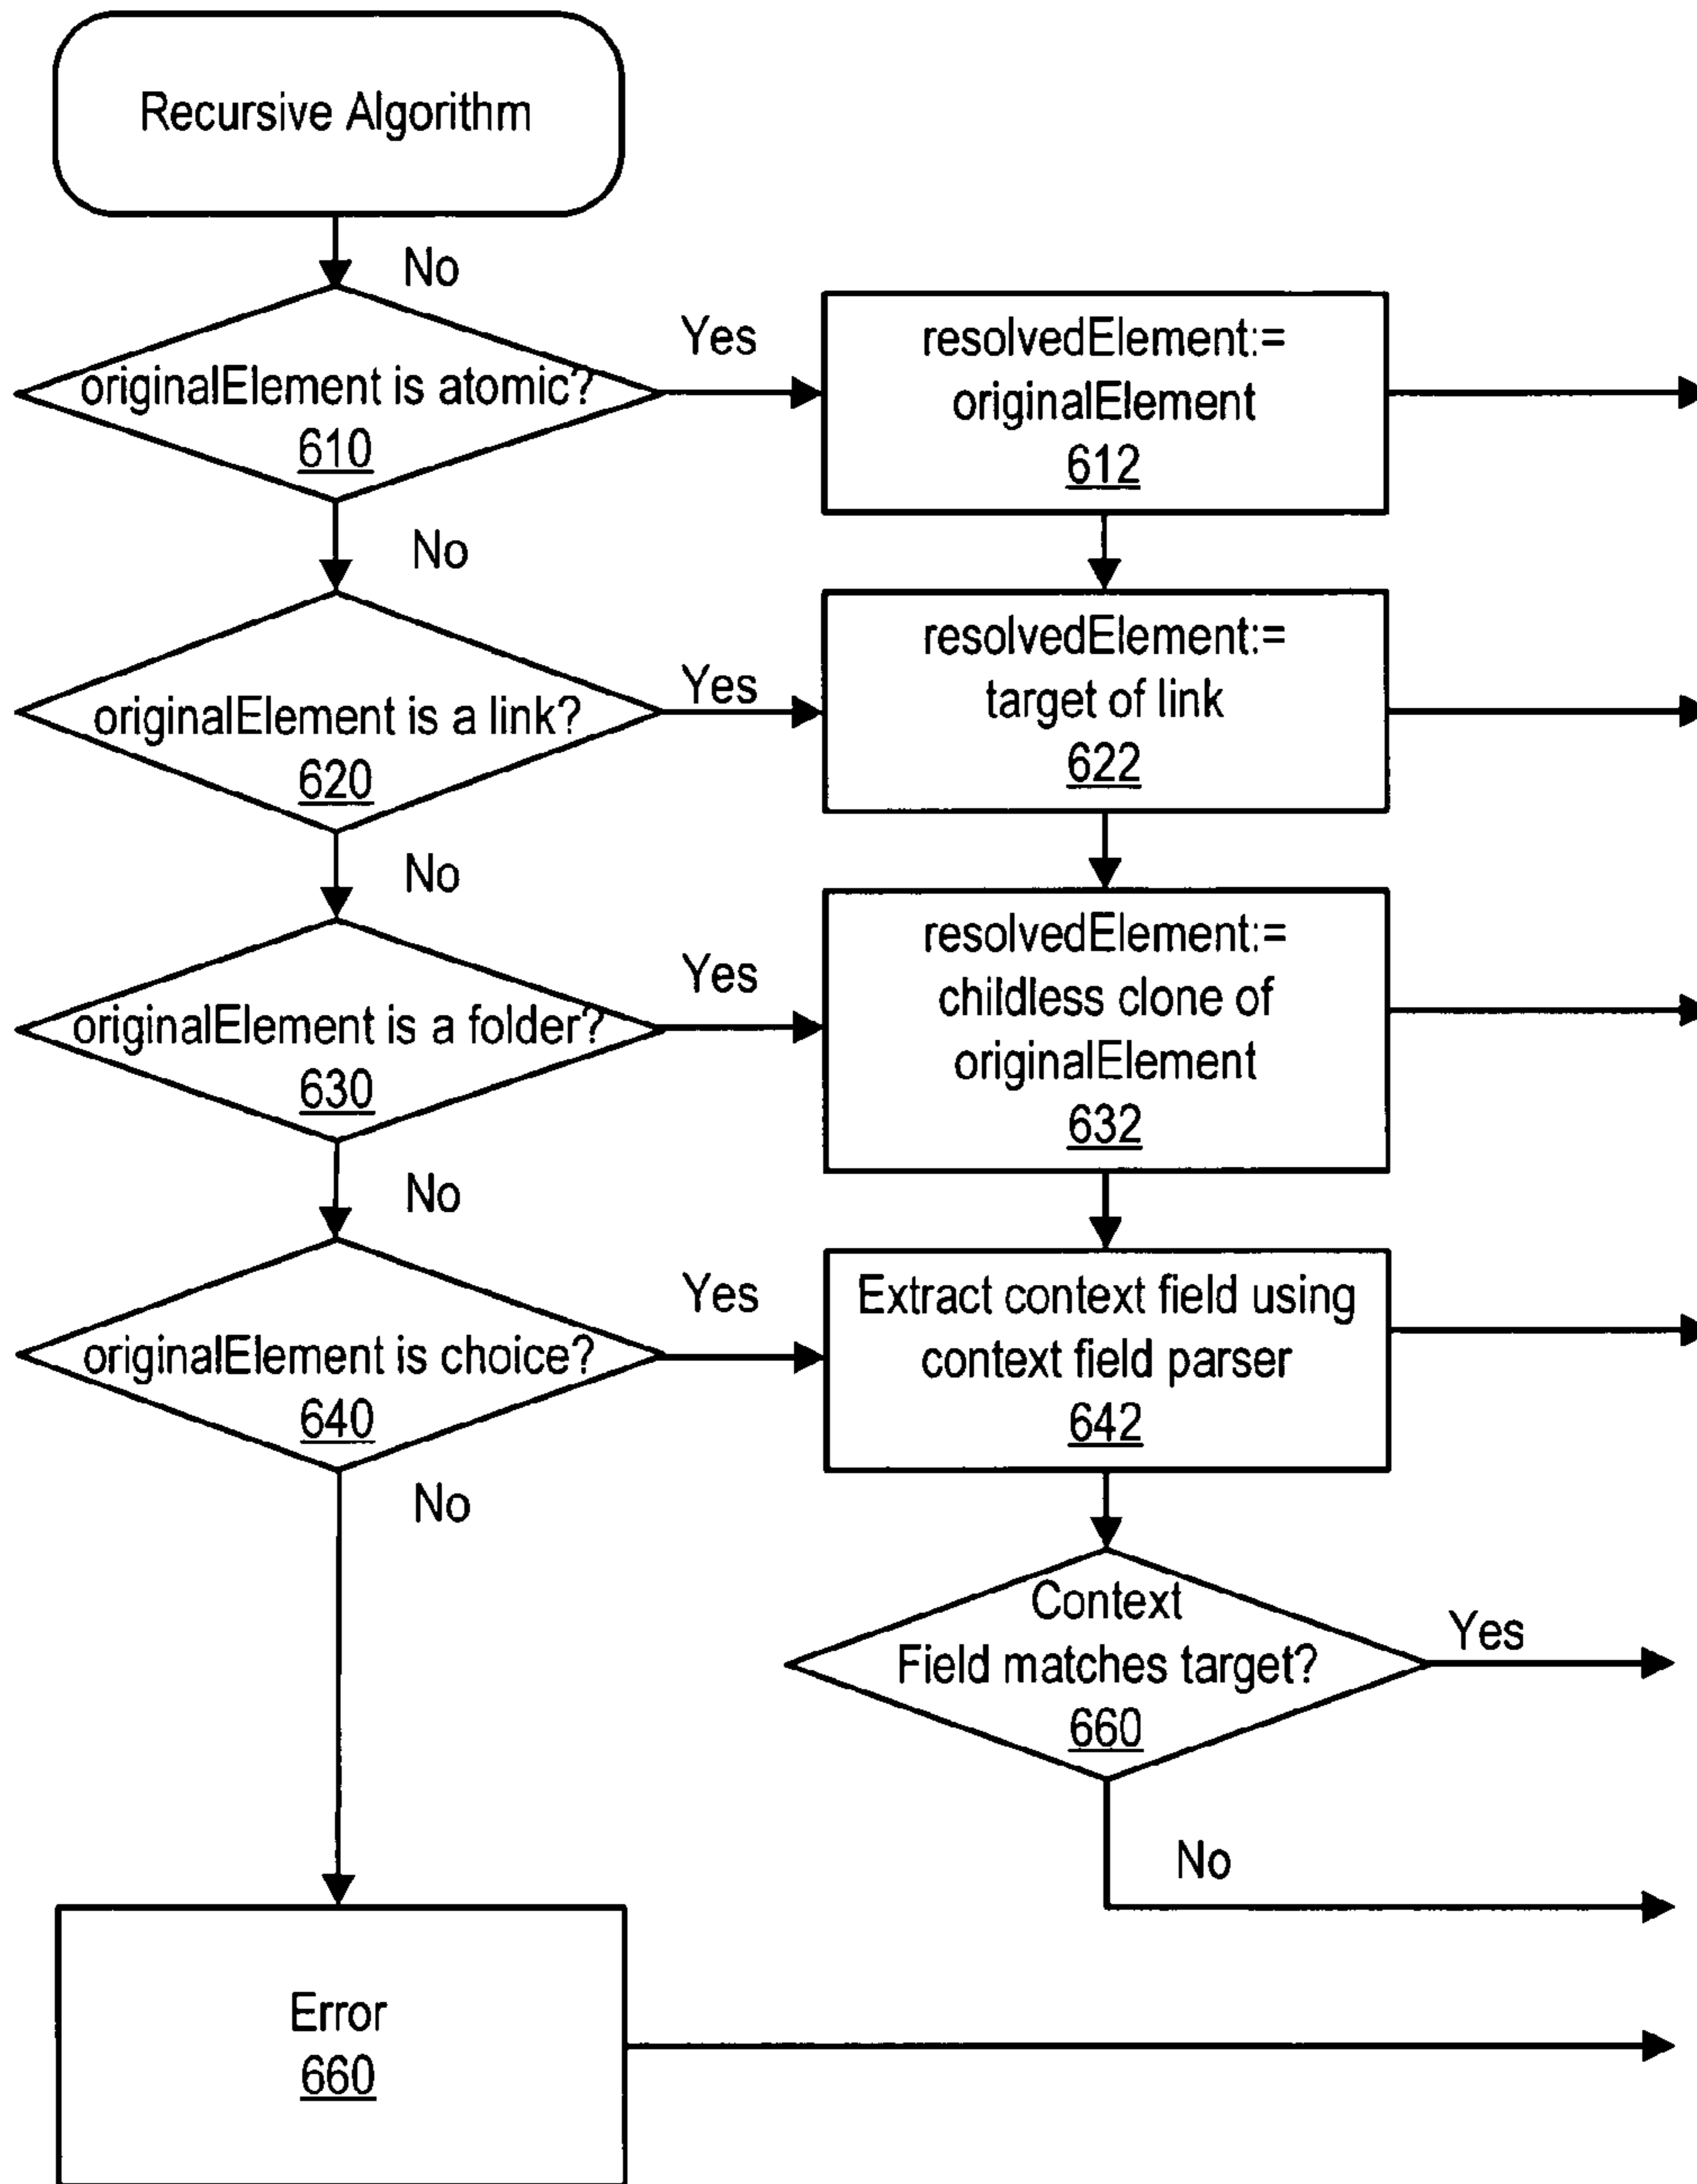 Recursive Algorithm
No
originalElement is atomic?
610
Yes
resolvedElement:=
originalElement
612
No
originalElement is a link?
620
Yes
resolvedElement:=
target of link
622
No
originalElement is a folder?
630
Yes
resolvedElement:=
childless clone of
originalElement
632
No
originalElement is choice?
640
Yes
Extract context field using
context field parser
642
No
Context
Field matches target?
660
Yes
No
Error
660